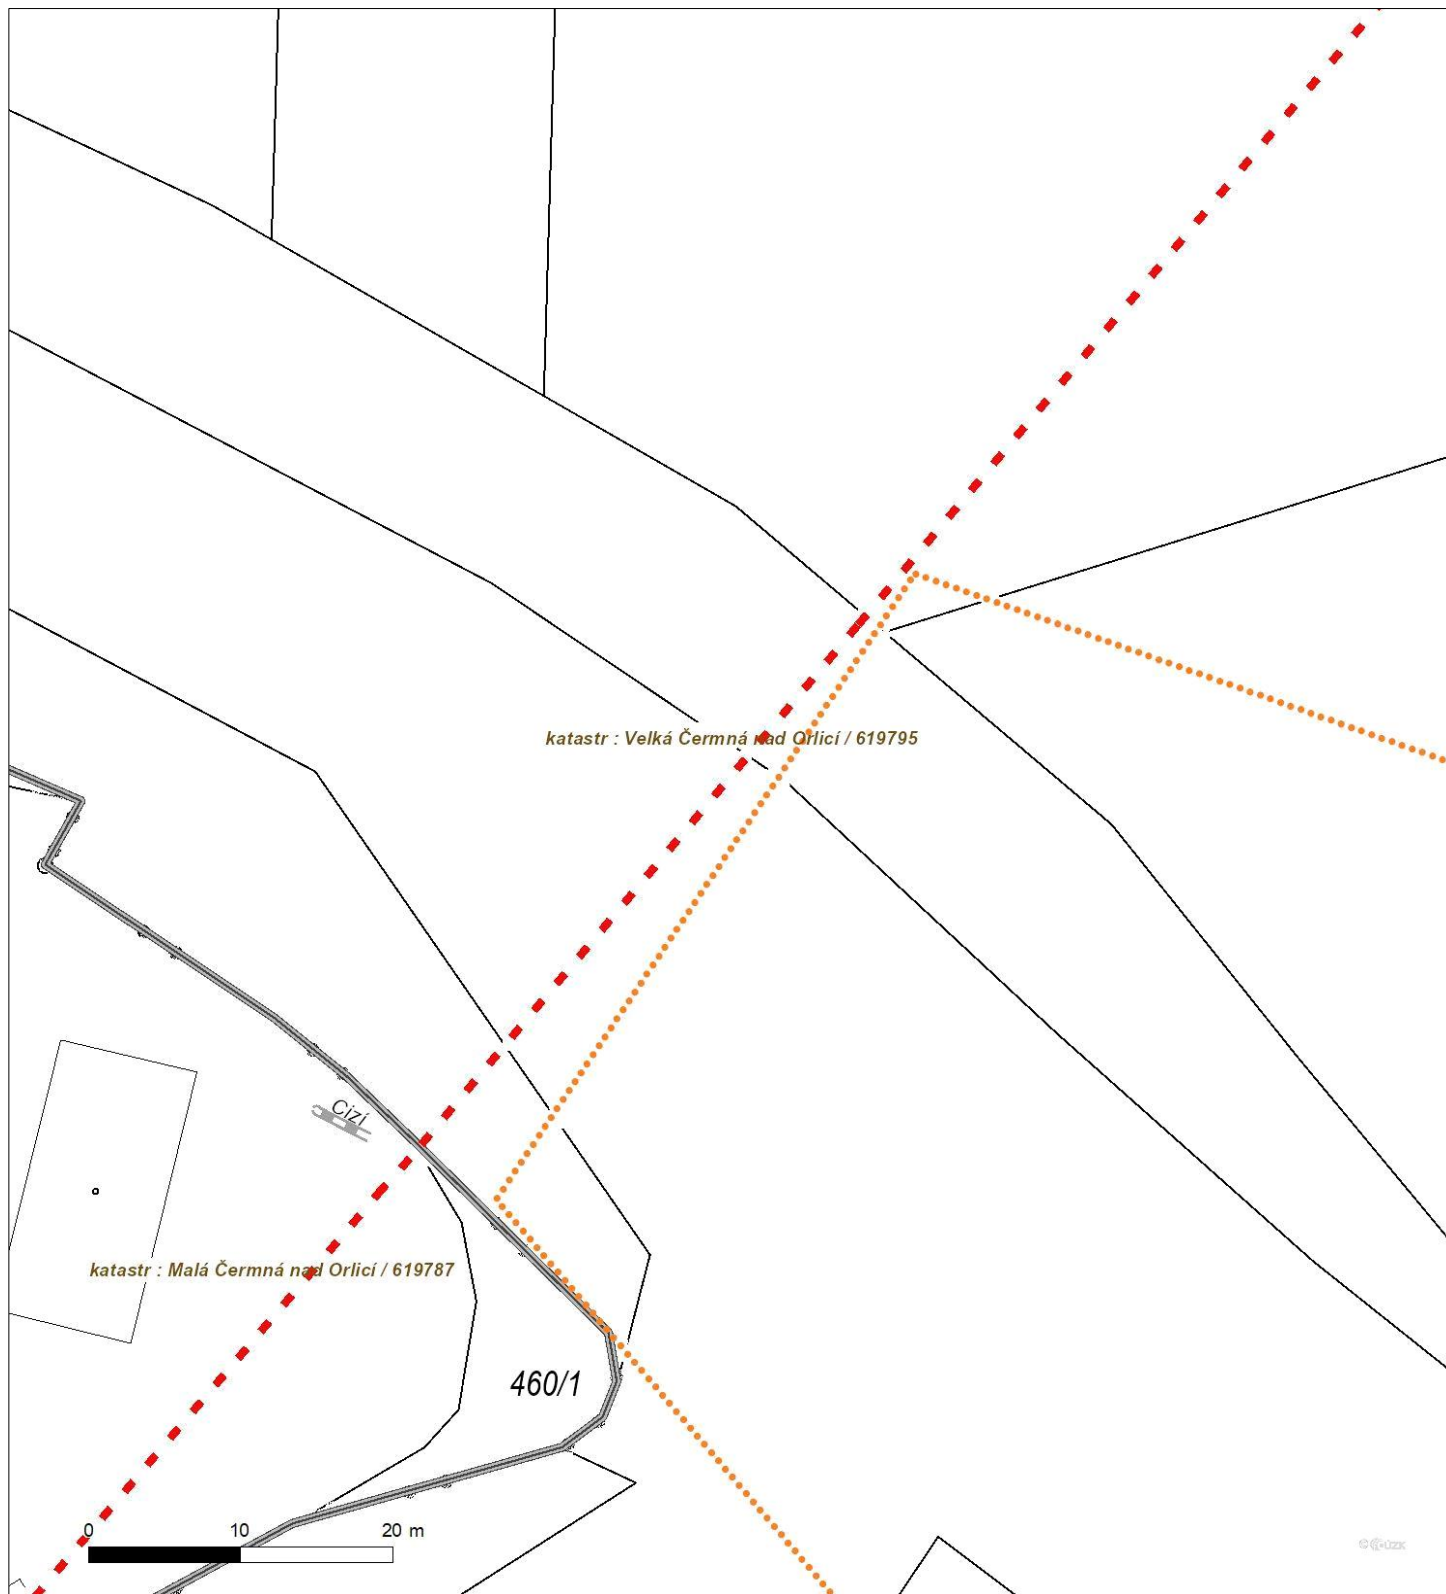 katastr : Velká Čermná nad Orlicí / 619795
Cizí
katastr : Malá Čermná nad Orlicí / 619787
460/1
0 10 20 m